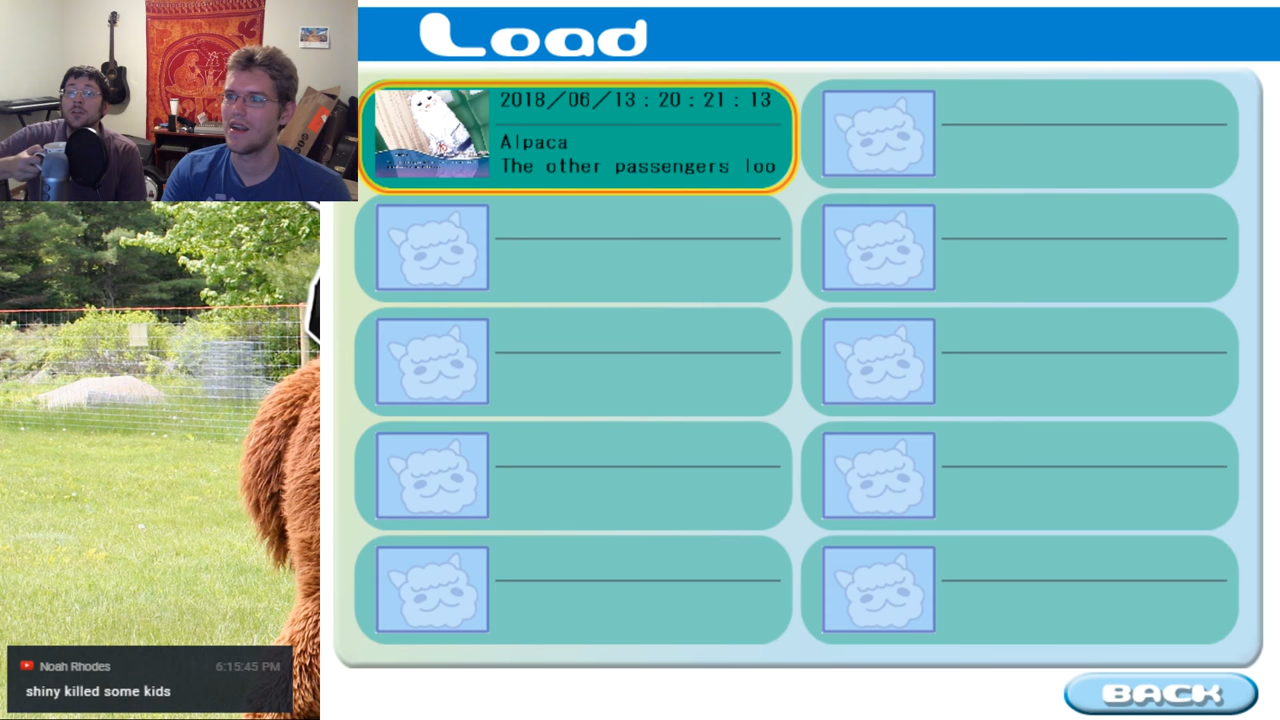 Load
2018/06/13:20:21:13
Alpaca
The other passengers loo
Noah Rhodes 6:15:45 PM
shiny killed some kids
BACK